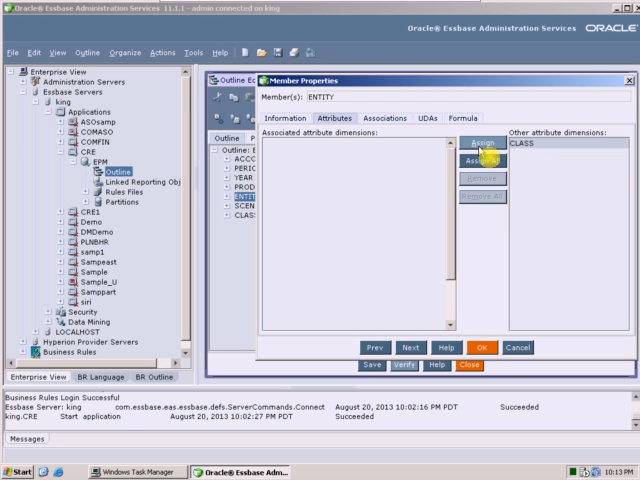 Oracle® Essbase Administration Services 11.1.1 - admin connected on king
Oracle® Essbase Administration Services ORACLE
File Edit View Outline Organize Actions Tools Help
Enterprise View
Administration Servers
Essbase Servers
king
Applications
ASOsamp
COMASO
COMFIN
CRE
EPM
Outline
Linked Reporting Obj
Rules Files
Partitions
CRE1
Demo
DMDemo
PLNBHR
samp1
Sampeast
Sample
Sample_U
Samppart
siri
Security
Data Mining
LOCALHOST
Hyperion Provider Servers
Business Rules
Enterprise View BR Language BR Outline
Outline Ed
Outline P
Outline: E
ACCO
PERIO
YEAR
PROD
ENTIT
SCEN
CLAS
Member Properties
Member(s): ENTITY
Information Attributes Associations UDAs Formula
Associated attribute dimensions:
Assign
Assign All
Remove
Remove All
Other attribute dimensions:
CLASS
Prev Next Help OK Cancel
Save Verify Help Close
Business Rules Login Successful
Essbase Server: king com.essbase.eas.essbase.defs.ServerCommands.Connect August 20, 2013 10:02:16 PM PDT Succeeded
king.CRE Start application August 20, 2013 10:02:27 PM PDT Succeeded
Messages
Start Windows Task Manager Oracle® Essbase Adm... 10:13 PM